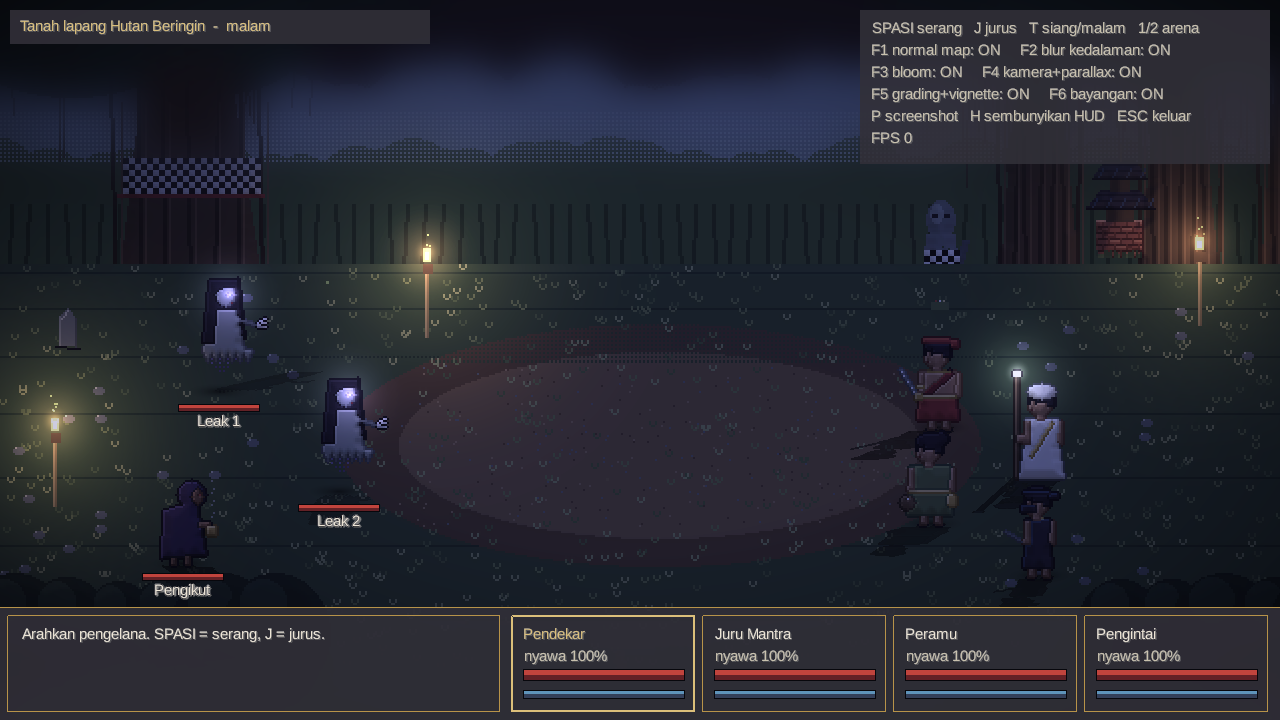 Tanah lapang Hutan Beringin - malam
SPASI serang J jurus T siang/malam 1/2 arena
F1 normal map: ON F2 blur kedalaman: ON
F3 bloom: ON F4 kamera+parallax: ON
F5 grading+vignette: ON F6 bayangan: ON
P screenshot H sembunyikan HUD ESC keluar
FPS 0
Leak 1
Leak 2
Pengikut
Arahkan pengelana. SPASI = serang, J = jurus.
Pendekar
nyawa 100%
Juru Mantra
nyawa 100%
Peramu
nyawa 100%
Pengintai
nyawa 100%